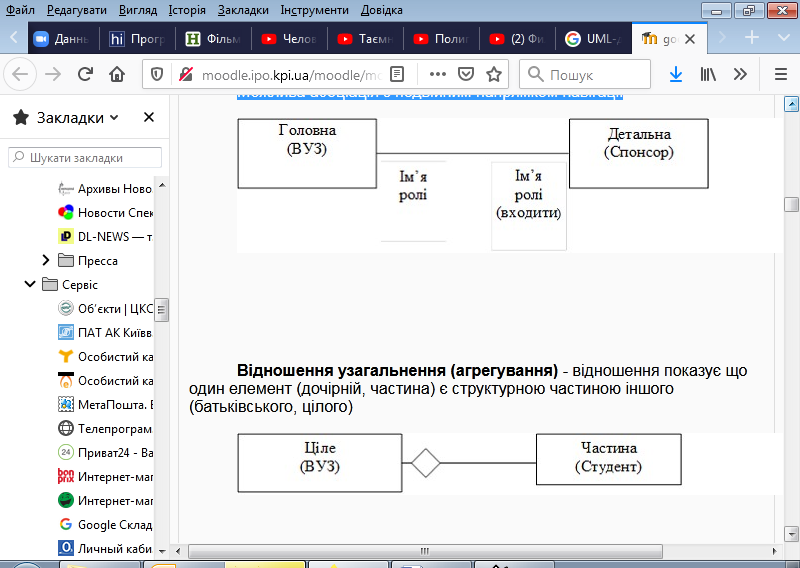 Файл Редагувати Вигляд Історія Закладки Інструменти Довідка
Дань Прогр Фільм Челов Таємн Полит (2) Фи UML-д go
moodle.ipo.kpi.ua/moodle/mo Пошук
Закладки
Шукати закладки
Архивы Ново
Новости Спек
DL-NEWS — т.
Пресса
Сервіс
Об'єкти | ЦКС
ПАТ АК Київв.
Особистий ка
Особистий ка
МетаПошта. Е
Телепрограм.
Приват24 - Ва
Интернет-маг
Интернет-маг
Google Склад
Личный каби.
Головна
(ВУЗ)
Детальна
(Спонсор)
Ім’я
ролі
Ім’я
ролі
(входити)
Відношення узагальнення (агрегування) - відношення показує що
один елемент (дочірній, частина) є структурною частиною іншого
(батьківського, цілого)
Ціле
(ВУЗ)
Частина
(Студент)